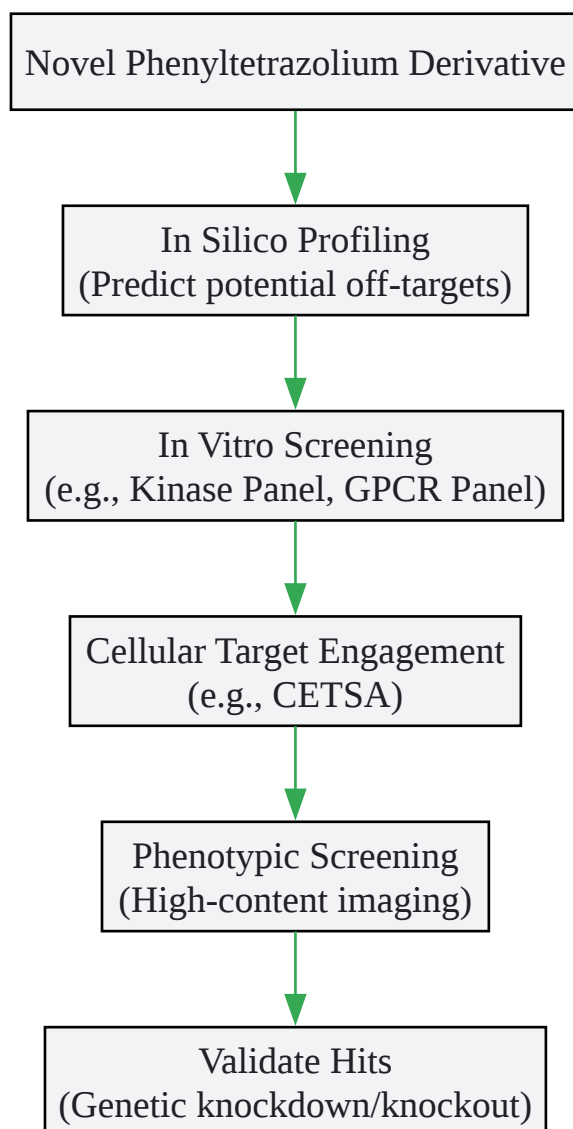 Novel Phenyltetrazolium Derivative
In Silico Profiling
(Predict potential off-targets)
In Vitro Screening
(e.g., Kinase Panel, GPCR Panel)
Cellular Target Engagement
(e.g., CETSA)
Phenotypic Screening
(High-content imaging)
Validate Hits
(Genetic knockdown/knockout)